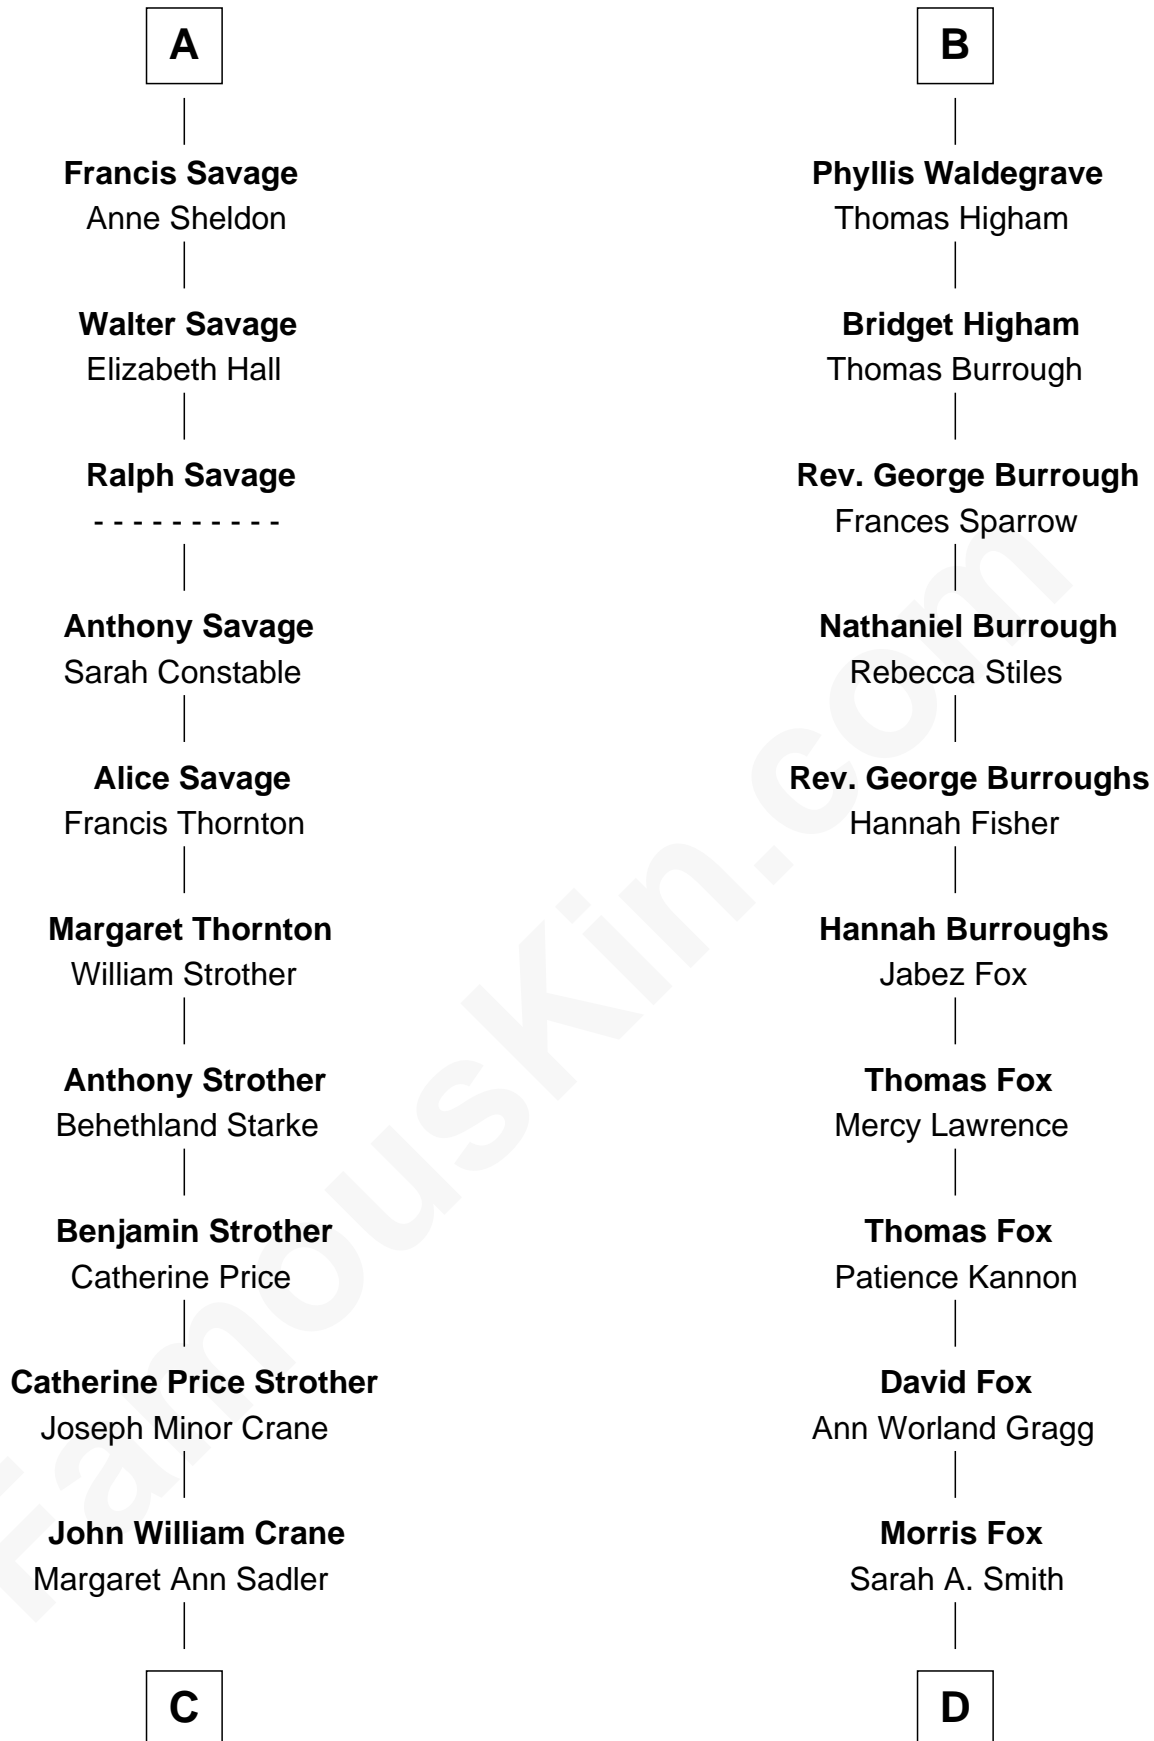 A
Francis Savage
Anne Sheldon
Walter Savage
Elizabeth Hall
Ralph Savage
- - - - - - - - - -
Anthony Savage
Sarah Constable
Alice Savage
Francis Thornton
Margaret Thornton
William Strother
Anthony Strother
Behethland Starke
Benjamin Strother
Catherine Price
Catherine Price Strother
Joseph Minor Crane
John William Crane
Margaret Ann Sadler
C
B
Phyllis Waldegrave
Thomas Higham
Bridget Higham
Thomas Burrough
Rev. George Burrough
Frances Sparrow
Nathaniel Burrough
Rebecca Stiles
Rev. George Burroughs
Hannah Fisher
Hannah Burroughs
Jabez Fox
Thomas Fox
Mercy Lawrence
Thomas Fox
Patience Kannon
David Fox
Ann Worland Gragg
Morris Fox
Sarah A. Smith
D
FamousKin.com